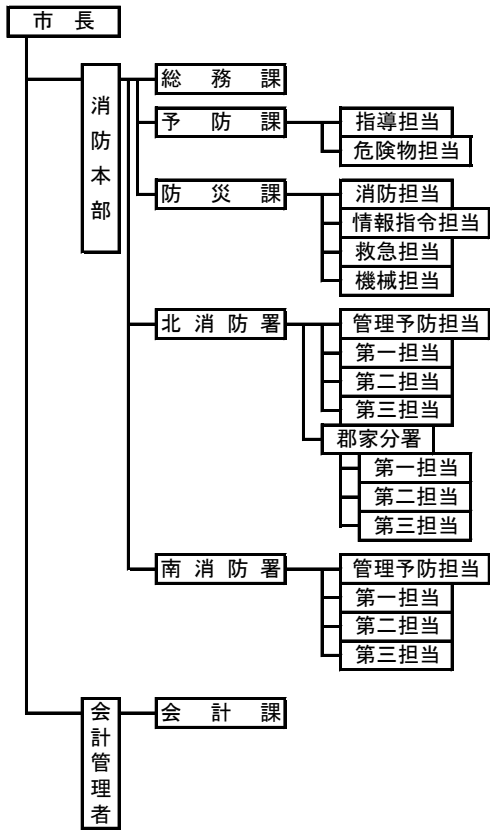 市長
消防本部
総務課
予防課
指導担当
危険物担当
防災課
消防担当
情報指令担当
救急担当
機械担当
北消防署
管理予防担当
第一担当
第二担当
第三担当
郡家分署
第一担当
第二担当
第三担当
南消防署
管理予防担当
第一担当
第二担当
第三担当
会計管理者
会計課